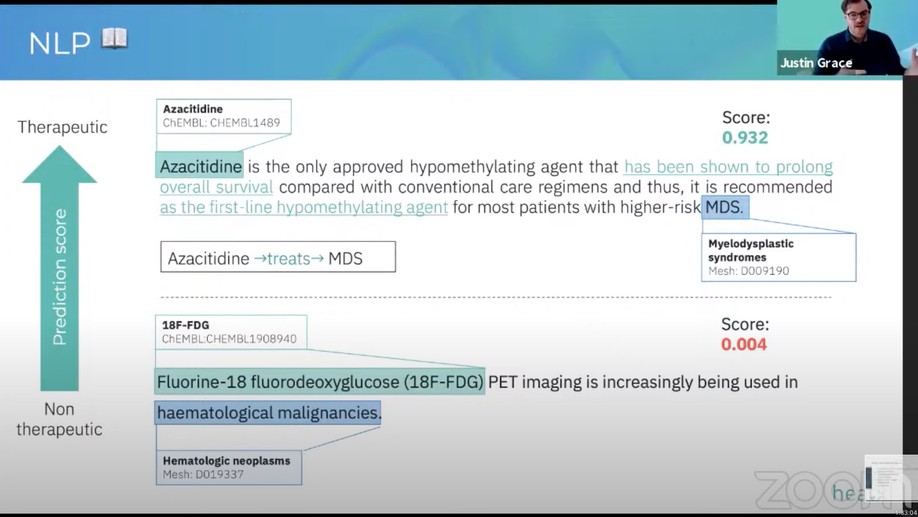 NLP
Justin Grace
Therapeutic
Prediction score
Non
therapeutic
Azacitidine
ChEMBL: CHEMBL1489
Score:
0.932
Azacitidine is the only approved hypomethylating agent that has been shown to prolong
overall survival compared with conventional care regimens and thus, it is recommended
as the first-line hypomethylating agent for most patients with higher-risk MDS.
Myelodysplastic
syndromes
Mesh: D009190
Azacitidine →treats→ MDS
18F-FDG
ChEMBL:CHEMBL1908940
Score:
0.004
Fluorine-18 fluorodeoxyglucose (18F-FDG) PET imaging is increasingly being used in
haematological malignancies.
Hematologic neoplasms
Mesh: D019337
zoom